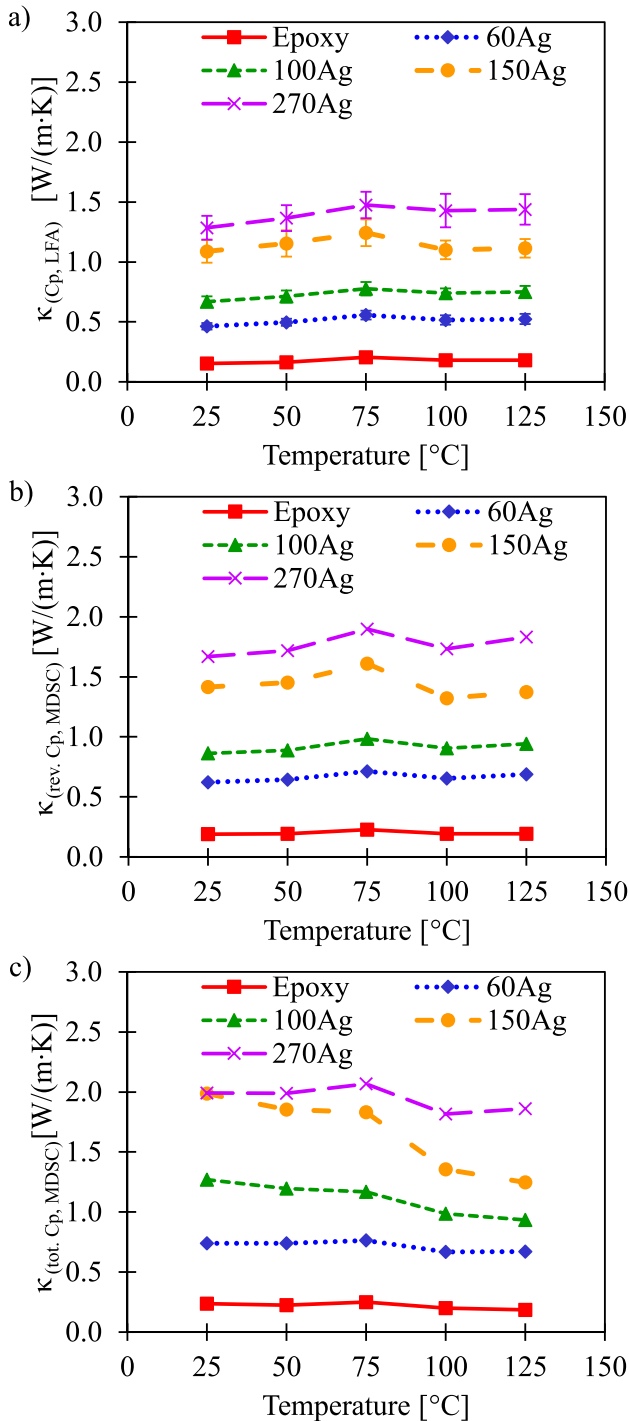 a)
3.0
2.5
2.0
1.5
1.0
0.5
0.0
κ(Cp, LFA) [W/(m·K)]
Epoxy
60Ag
100Ag
150Ag
270Ag
0 25 50 75 100 125 150
Temperature [°C]
b)
3.0
2.5
2.0
1.5
1.0
0.5
0.0
κ(rev. Cp, MDSC)[W/(m·K)]
Epoxy
60Ag
100Ag
150Ag
270Ag
0 25 50 75 100 125 150
Temperature [°C]
c)
3.0
2.5
2.0
1.5
1.0
0.5
0.0
κ(tot. Cp, MDSC)[W/(m·K)]
Epoxy
60Ag
100Ag
150Ag
270Ag
0 25 50 75 100 125 150
Temperature [°C]